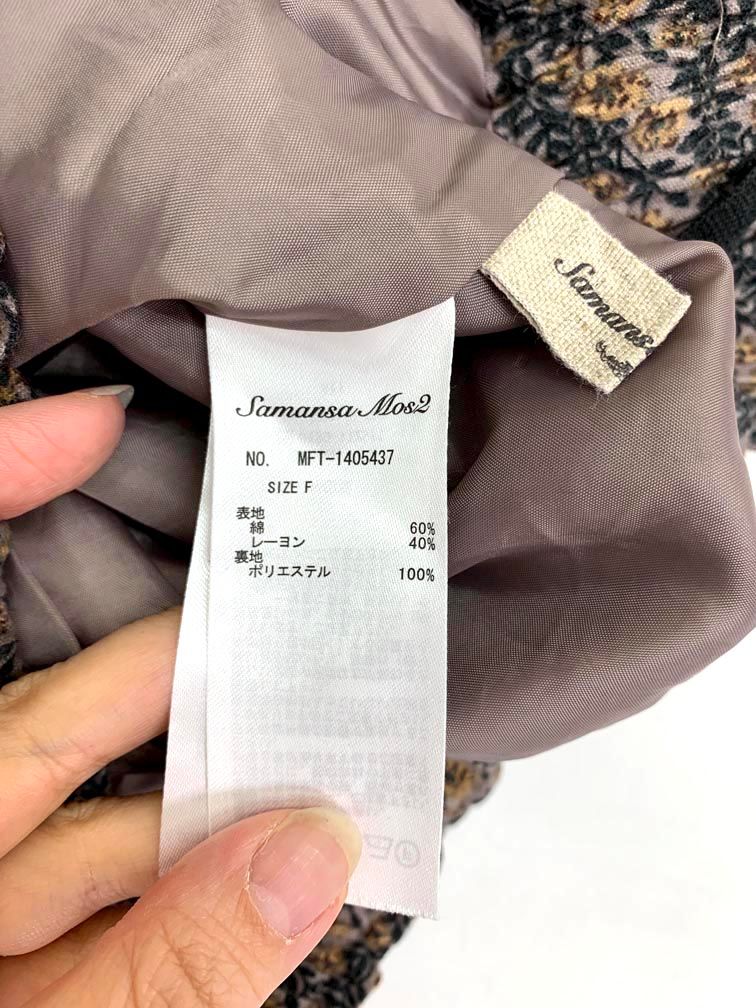 Samansa Mos2
NO. MFT-1405437
SIZE F
表地
綿 60%
レーヨン 40%
裏地
ポリエステル 100%
Samans